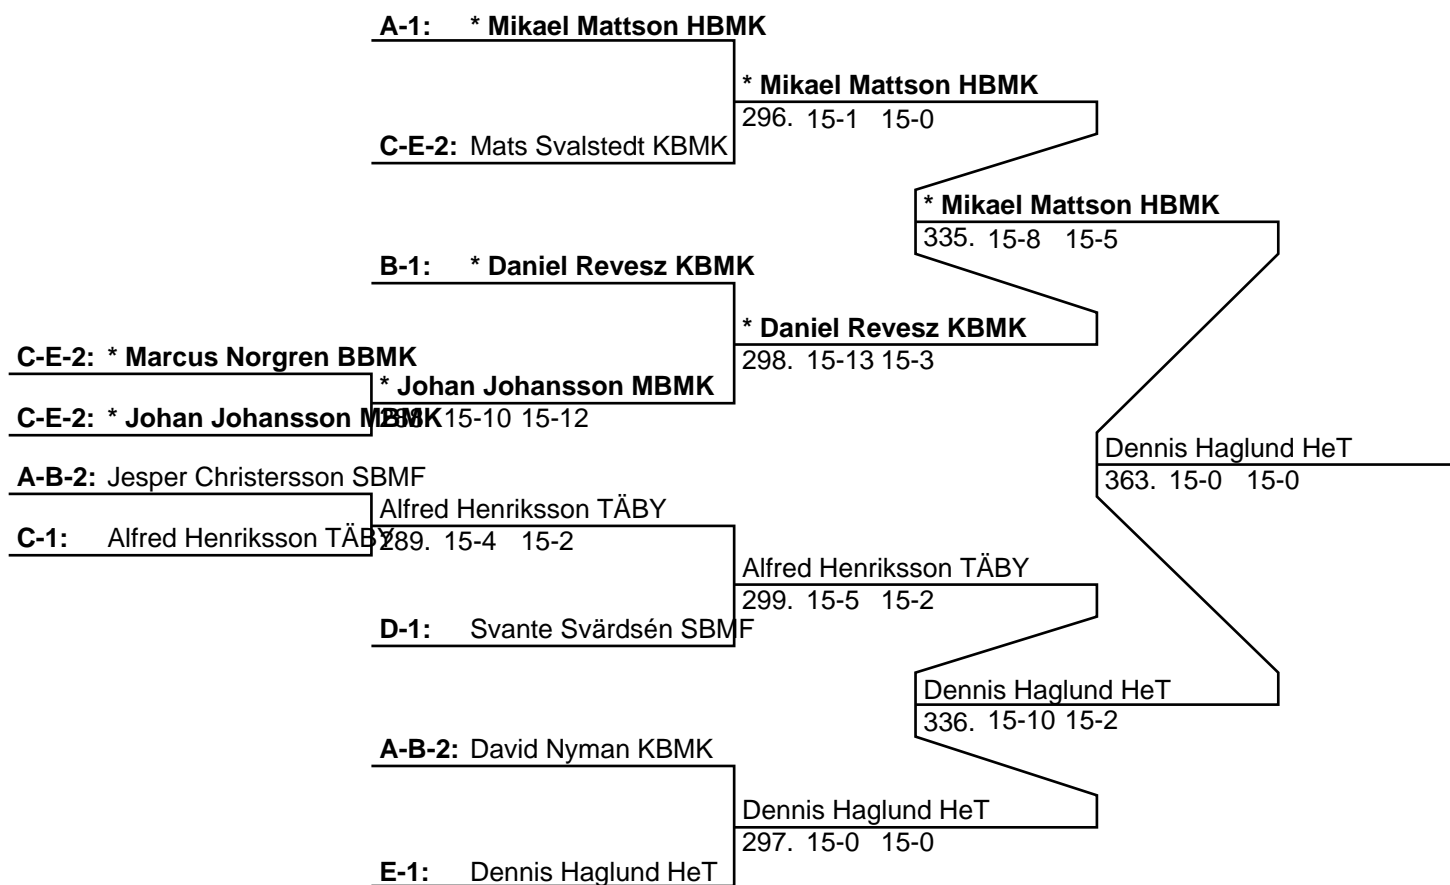 A-1: * Mikael Mattson HBMK
* Mikael Mattson HBMK
296. 15-1 15-0
C-E-2: Mats Svalstedt KBMK
* Mikael Mattson HBMK
335. 15-8 15-5
B-1: * Daniel Revesz KBMK
* Daniel Revesz KBMK
298. 15-13 15-3
C-E-2: * Marcus Norgren BBMK
* Johan Johansson MBMK
15-10 15-12
C-E-2: * Johan Johansson MBMK
Dennis Haglund HeT
363. 15-0 15-0
A-B-2: Jesper Christersson SBMF
Alfred Henriksson TÄBY
289. 15-4 15-2
C-1: Alfred Henriksson TÄBY
Alfred Henriksson TÄBY
299. 15-5 15-2
D-1: Svante Svärdsén SBMF
Dennis Haglund HeT
336. 15-10 15-2
A-B-2: David Nyman KBMK
Dennis Haglund HeT
297. 15-0 15-0
E-1: Dennis Haglund HeT